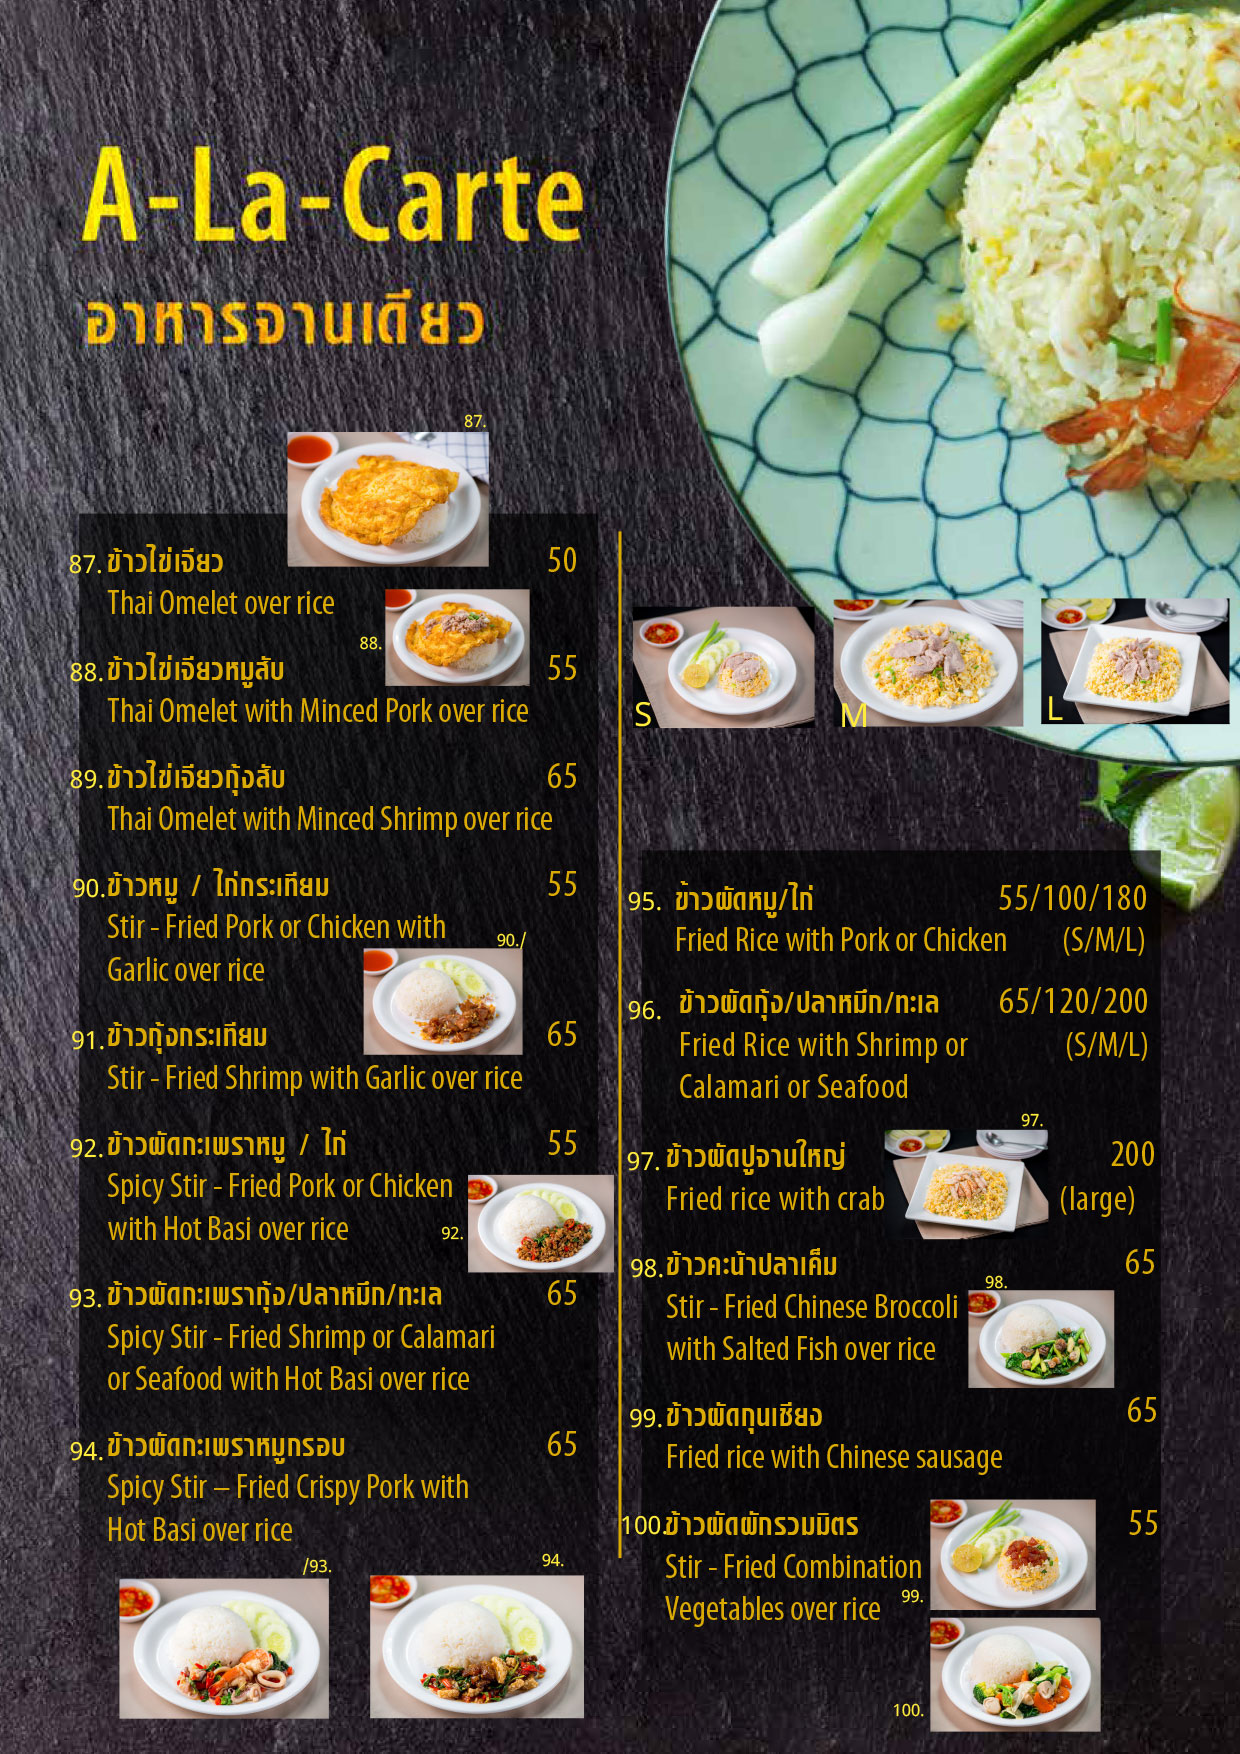 A-La-Carte
อาหารจานเดียว
87.
87. ข้าวไข่เจียว 50
Thai Omelet over rice
88.
88. ข้าวไข่เจียวหมูสับ 55
Thai Omelet with Minced Pork over rice
89. ข้าวไข่เจียวกุ้งสับ 65
Thai Omelet with Minced Shrimp over rice
90. ข้าวหมู / ไก่กระเทียม 55
Stir - Fried Pork or Chicken with
Garlic over rice
90./
91. ข้าวกุ้งกระเทียม 65
Stir - Fried Shrimp with Garlic over rice
92. ข้าวผัดกะเพราหมู / ไก่ 55
Spicy Stir - Fried Pork or Chicken
with Hot Basi over rice
92.
93. ข้าวผัดกะเพรากุ้ง/ปลาหมึก/ทะเล 65
Spicy Stir - Fried Shrimp or Calamari
or Seafood with Hot Basi over rice
94. ข้าวผัดกะเพราหมูกรอบ 65
Spicy Stir – Fried Crispy Pork with
Hot Basi over rice
/93.
94.
S M L
95. ข้าวผัดหมู/ไก่ 55/100/180
Fried Rice with Pork or Chicken (S/M/L)
96. ข้าวผัดกุ้ง/ปลาหมึก/ทะเล 65/120/200
Fried Rice with Shrimp or (S/M/L)
Calamari or Seafood
97.
97. ข้าวผัดปูจานใหญ่ 200
Fried rice with crab (large)
98. ข้าวคะน้าปลาเค็ม 65
98.
Stir - Fried Chinese Broccoli
with Salted Fish over rice
99. ข้าวผัดกุนเชียง 65
Fried rice with Chinese sausage
100. ข้าวผัดผักรวมมิตร 55
Stir - Fried Combination
Vegetables over rice
99.
100.